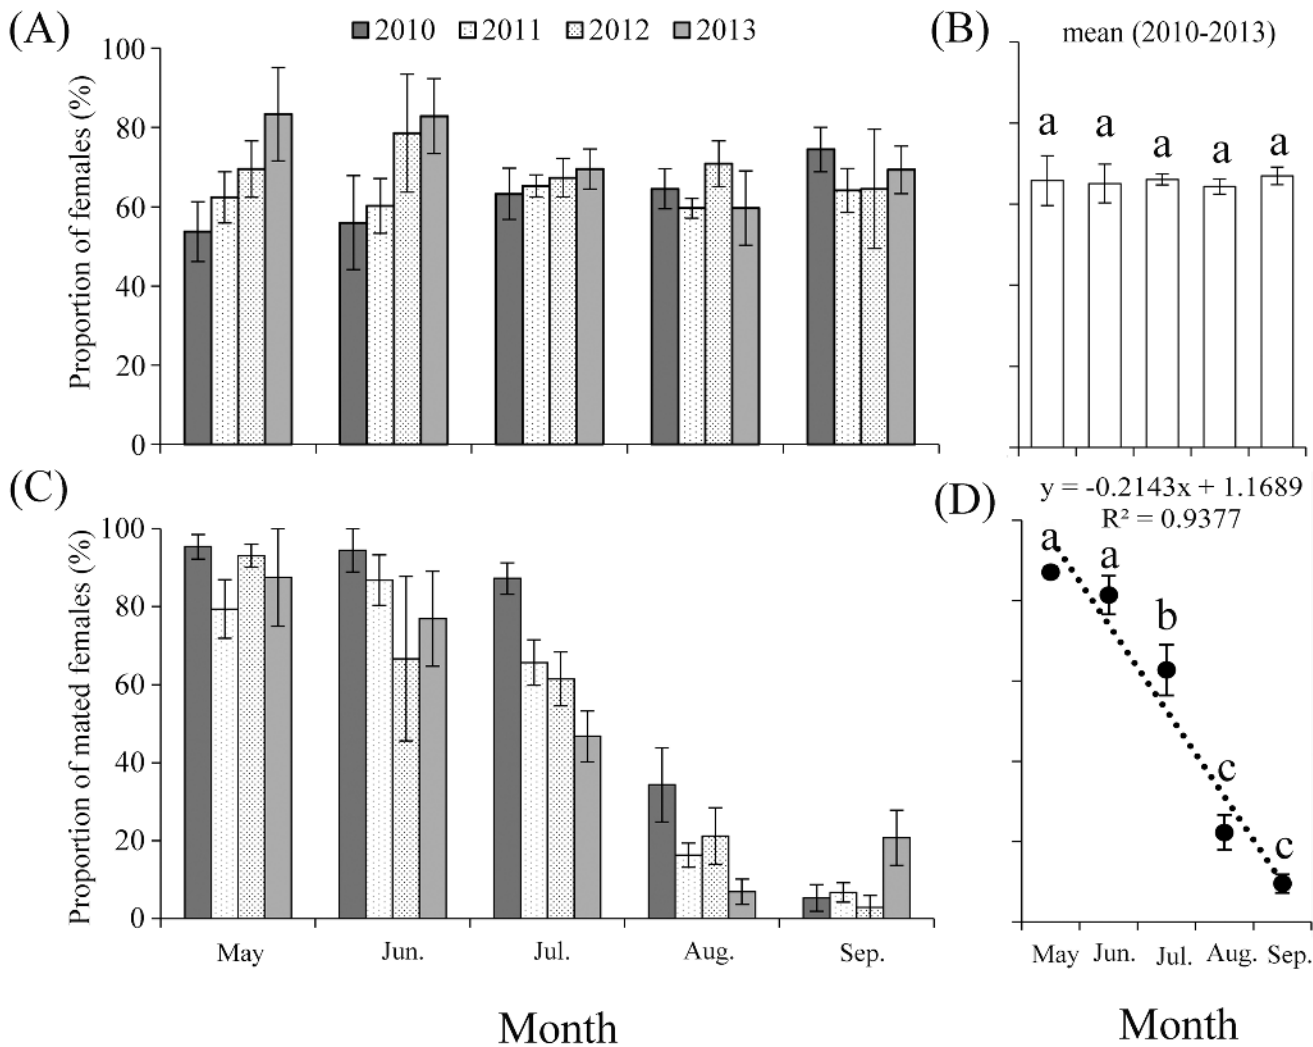 (A)
2010 2011 2012 2013
Proportion of females (%)
100
80
60
40
20
0
(B)
mean (2010-2013)
a a a a a
(C)
Proportion of mated females (%)
100
80
60
40
20
0
May Jun. Jul. Aug. Sep.
Month
(D)
y = -0.2143x + 1.1689
R² = 0.9377
a a b c c
May Jun. Jul. Aug. Sep.
Month